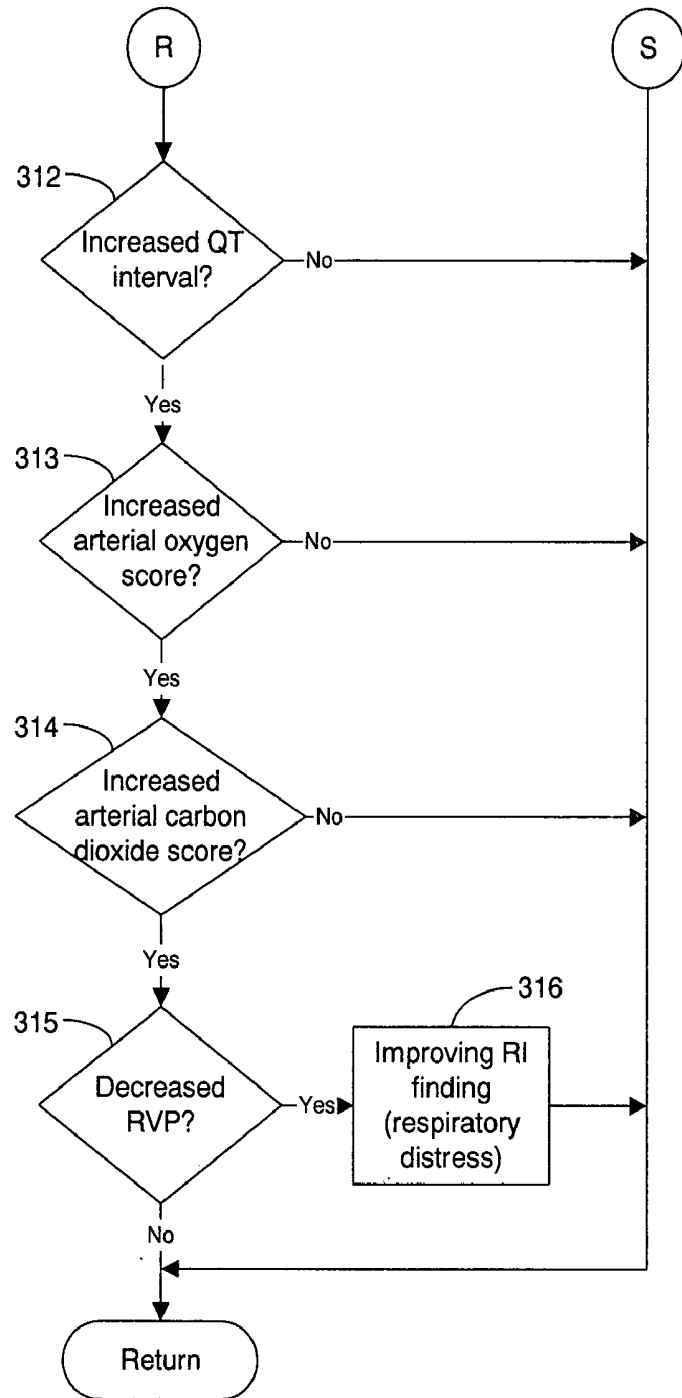 R
S
312
Increased QT
interval?
No
Yes
313
Increased
arterial oxygen
score?
No
Yes
314
Increased
arterial carbon
dioxide score?
No
Yes
315
Decreased
RVP?
Yes
316
Improving RI
finding
(respiratory
distress)
No
Return